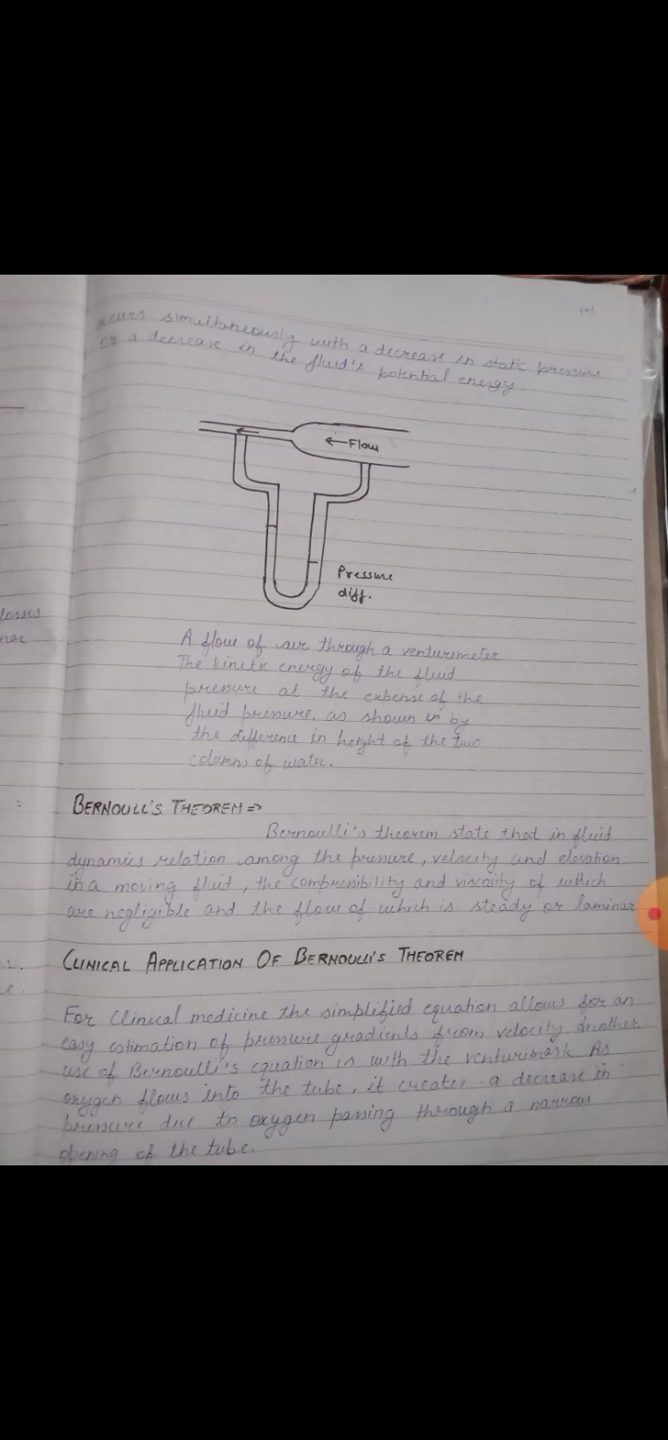 occurs simultaneously with a decrease in static pressure
or a decrease in the fluid's potential energy
← Flow
Pressure
diff.
A flow of air through a venturimeter
The kinetic energy of the fluid
pressure at the expense of the
fluid pressure, as shown in by
the difference in height of the two
columns of water.
BERNOULL'S THEOREM =>
Bernoulli's theorem state that in fluid
dynamics relation among the pressure, velocity and elevation
in a moving fluid, the compressibility and viscosity of which
are negligible and the flow of which is steady or laminar
CLINICAL APPLICATION OF BERNOULLI'S THEOREM
For Clinical medicine the simplified equation allows for an
easy estimation of pressure gradients from velocity Another
use of Bernoulli's equation is with the venturimask As
oxygen flows into the tube, it creates a decrease in
pressure due to oxygen passing through a narrow
opening of the tube.